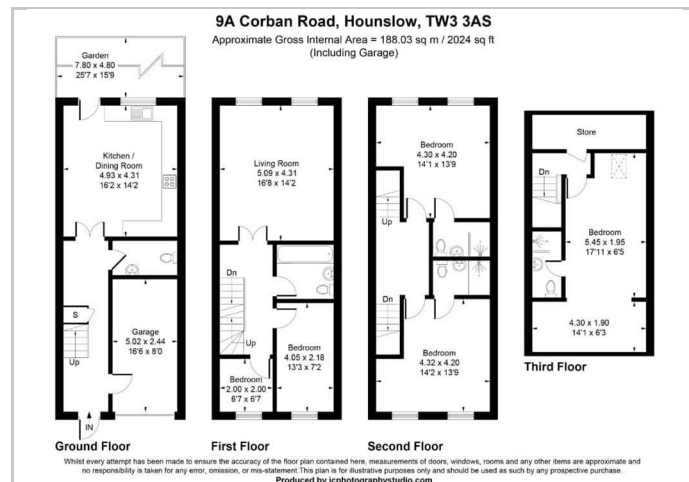 9A Corban Road, Hounslow, TW3 3AS
Approximate Gross Internal Area = 188.03 sq m / 2024 sq ft
(Including Garage)
Garden
7.80 x 4.80
25'7 x 15'9
Kitchen /
Dining Room
4.93 x 4.31
16'2 x 14'2
S
Up
Garage
5.02 x 2.44
16'6 x 8'0
IN
Ground Floor
Living Room
5.09 x 4.31
16'8 x 14'2
Dn
Up
Bedroom
4.05 x 2.18
13'3 x 7'2
Bedroom
2.00 x 2.00
6'7 x 6'7
First Floor
Bedroom
4.30 x 4.20
14'1 x 13'9
Up
Dn
Bedroom
4.32 x 4.20
14'2 x 13'9
Second Floor
Store
Dn
Bedroom
5.45 x 1.95
17'11 x 6'5
4.30 x 1.90
14'1 x 6'3
Third Floor
Whilst every attempt has been made to ensure the accuracy of the floor plan contained here, measurements of doors, windows, rooms and any other items are approximate and
no responsibility is taken for any error, omission, or mis-statement. This plan is for illustrative purposes only and should be used as such by any prospective purchase.
Produced by jcphotographystudio.com